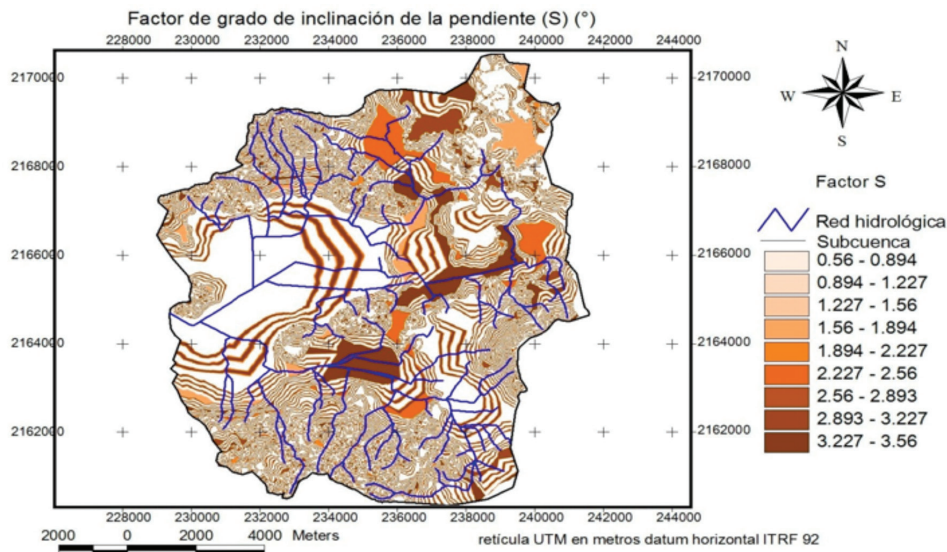 Factor de grado de inclinación de la pendiente (S) (°)
228000 230000 232000 234000 236000 238000 240000 242000 244000
N
W E
S
2170000 2170000
2168000 2168000
2166000 2166000
2164000 2164000
2162000 2162000
Factor S
Red hidrológica
Subcuenca
0.56 - 0.894
0.894 - 1.227
1.227 - 1.56
1.56 - 1.894
1.894 - 2.227
2.227 - 2.56
2.56 - 2.893
2.893 - 3.227
3.227 - 3.56
228000 230000 232000 234000 236000 238000 240000 242000 244000
2000 0 2000 4000 Meters
retícula UTM en metros datum horizontal ITRF 92